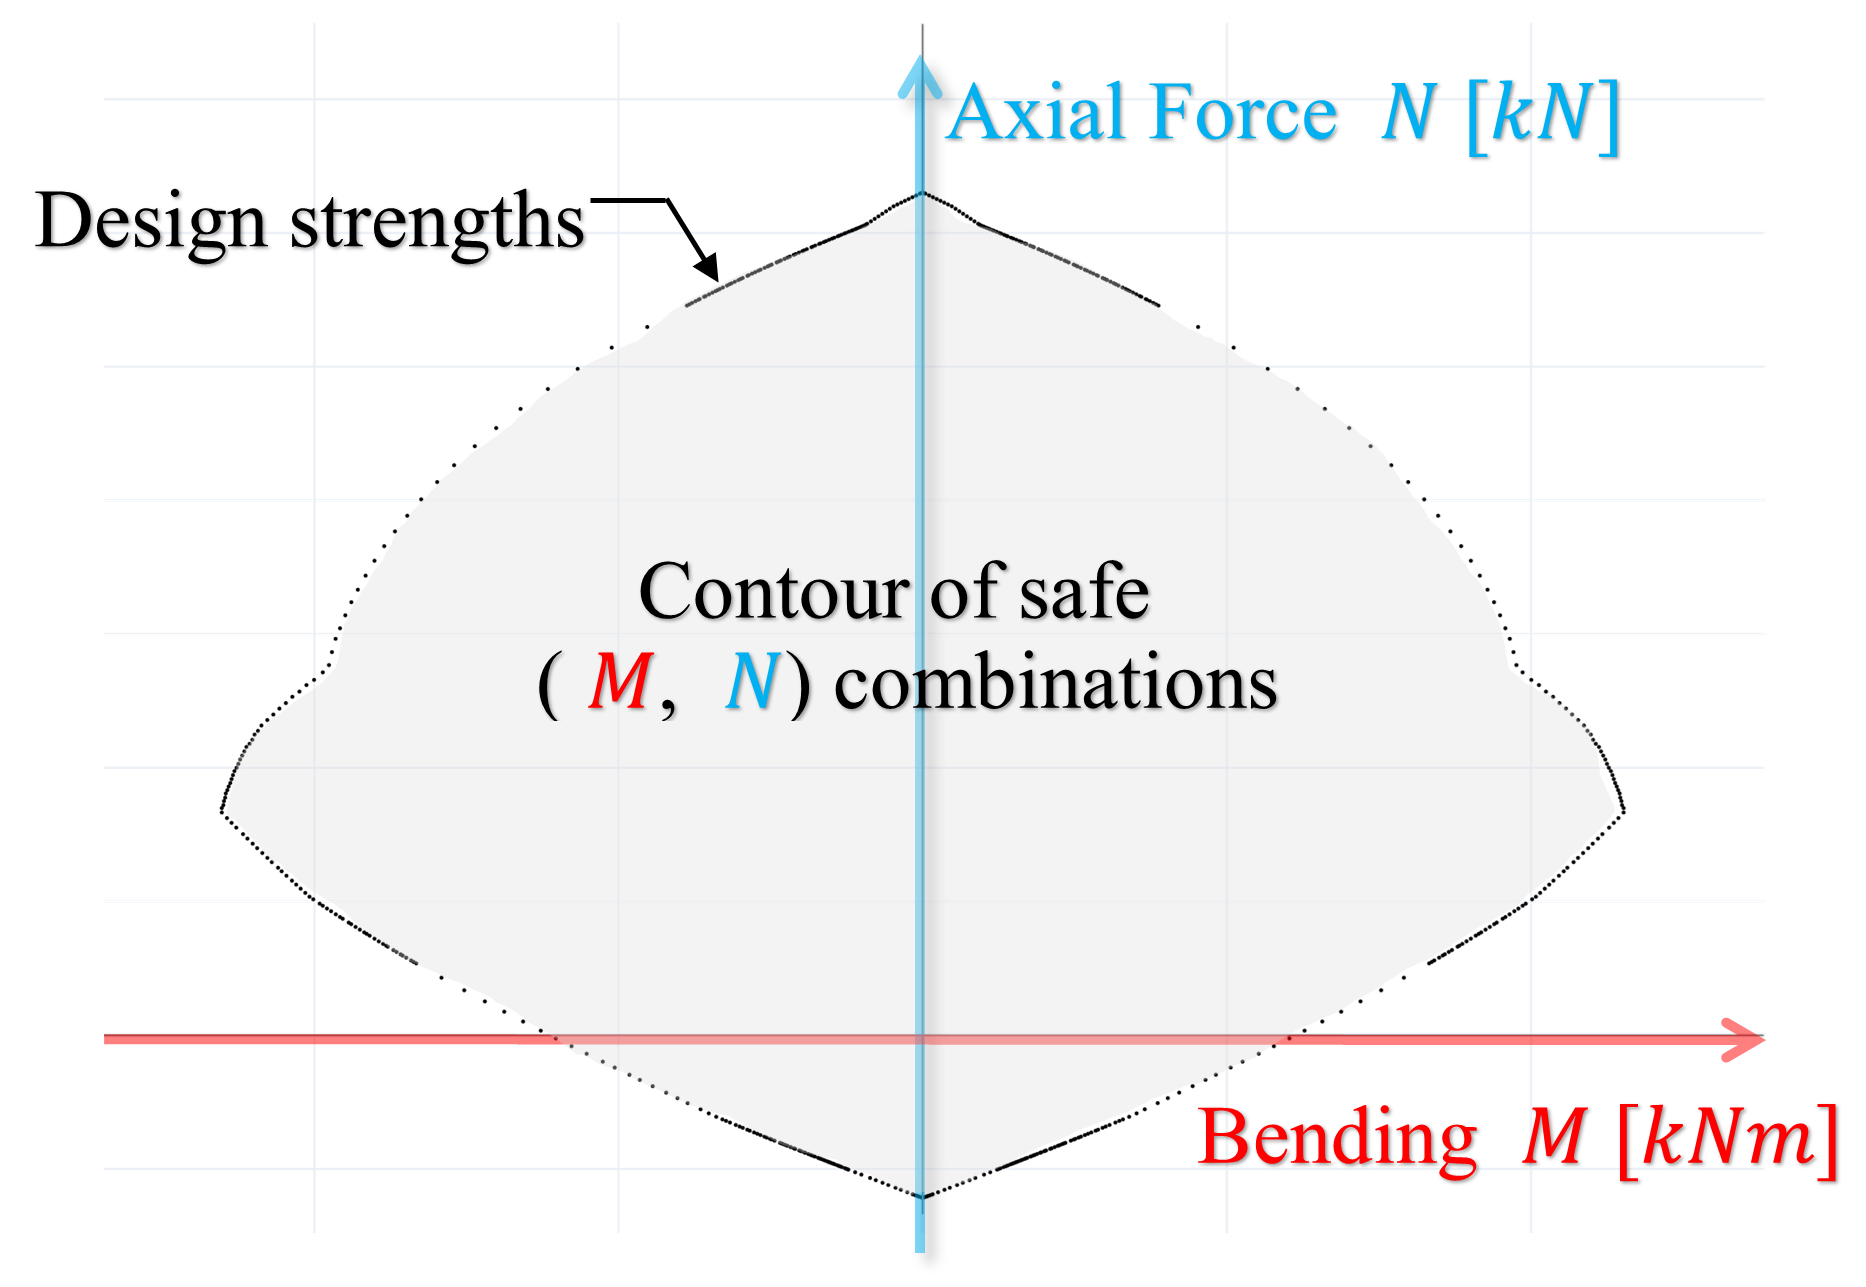 Axial Force N [kN]
Design strengths
Contour of safe
( M, N) combinations
Bending M [kNm]